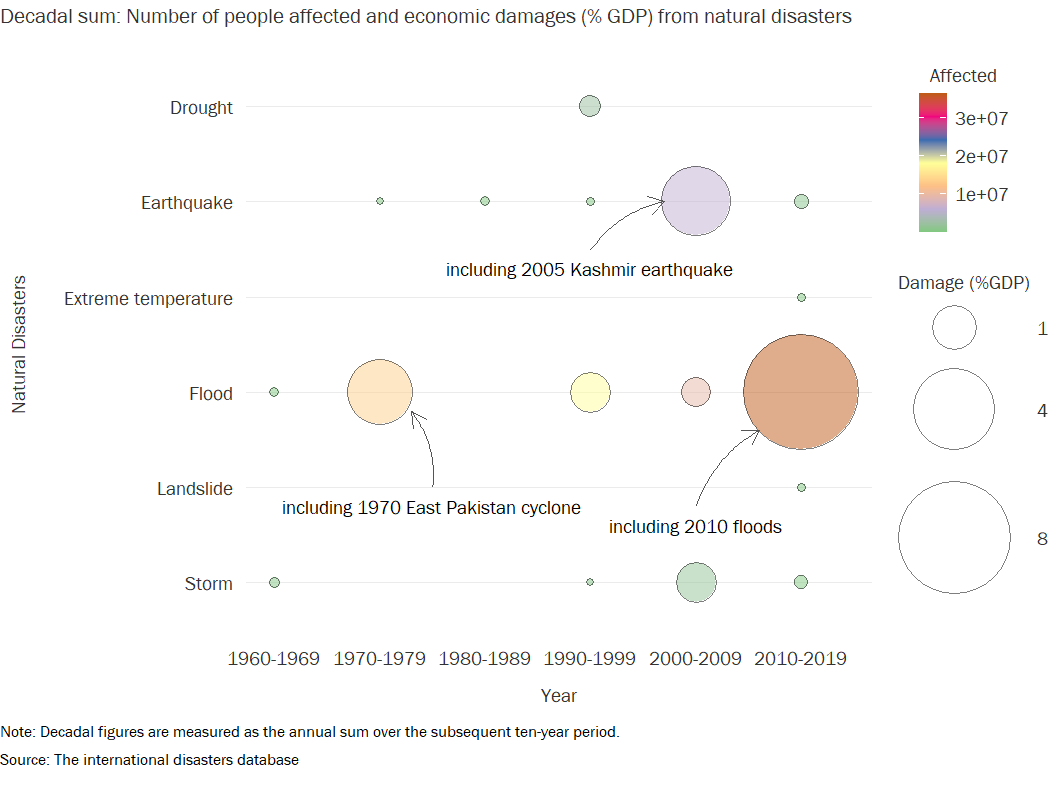 Decadal sum: Number of people affected and economic damages (% GDP) from natural disasters
Affected
3e+07
2e+07
1e+07
Damage (%GDP)
1
4
8
Natural Disasters
Drought
Earthquake
including 2005 Kashmir earthquake
Extreme temperature
Flood
Landslide
including 1970 East Pakistan cyclone
including 2010 floods
Storm
1960-1969 1970-1979 1980-1989 1990-1999 2000-2009 2010-2019
Year
Note: Decadal figures are measured as the annual sum over the subsequent ten-year period.
Source: The international disasters database